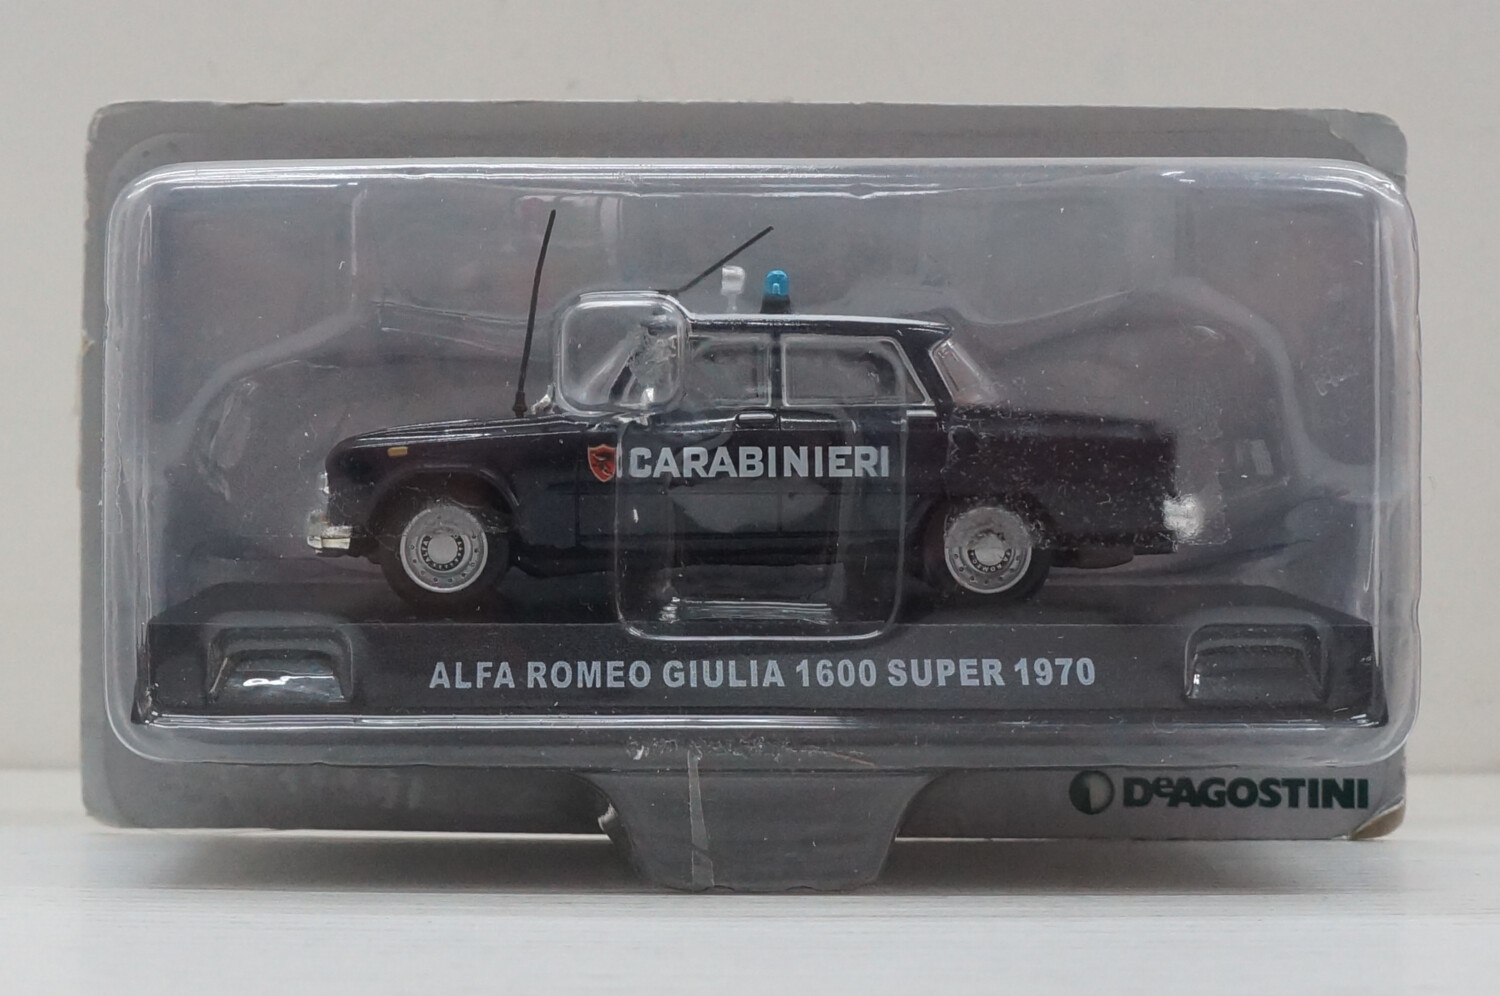 CARABINIERI
ALFA ROMEO GIULIA 1600 SUPER 1970
DeAGOSTINI